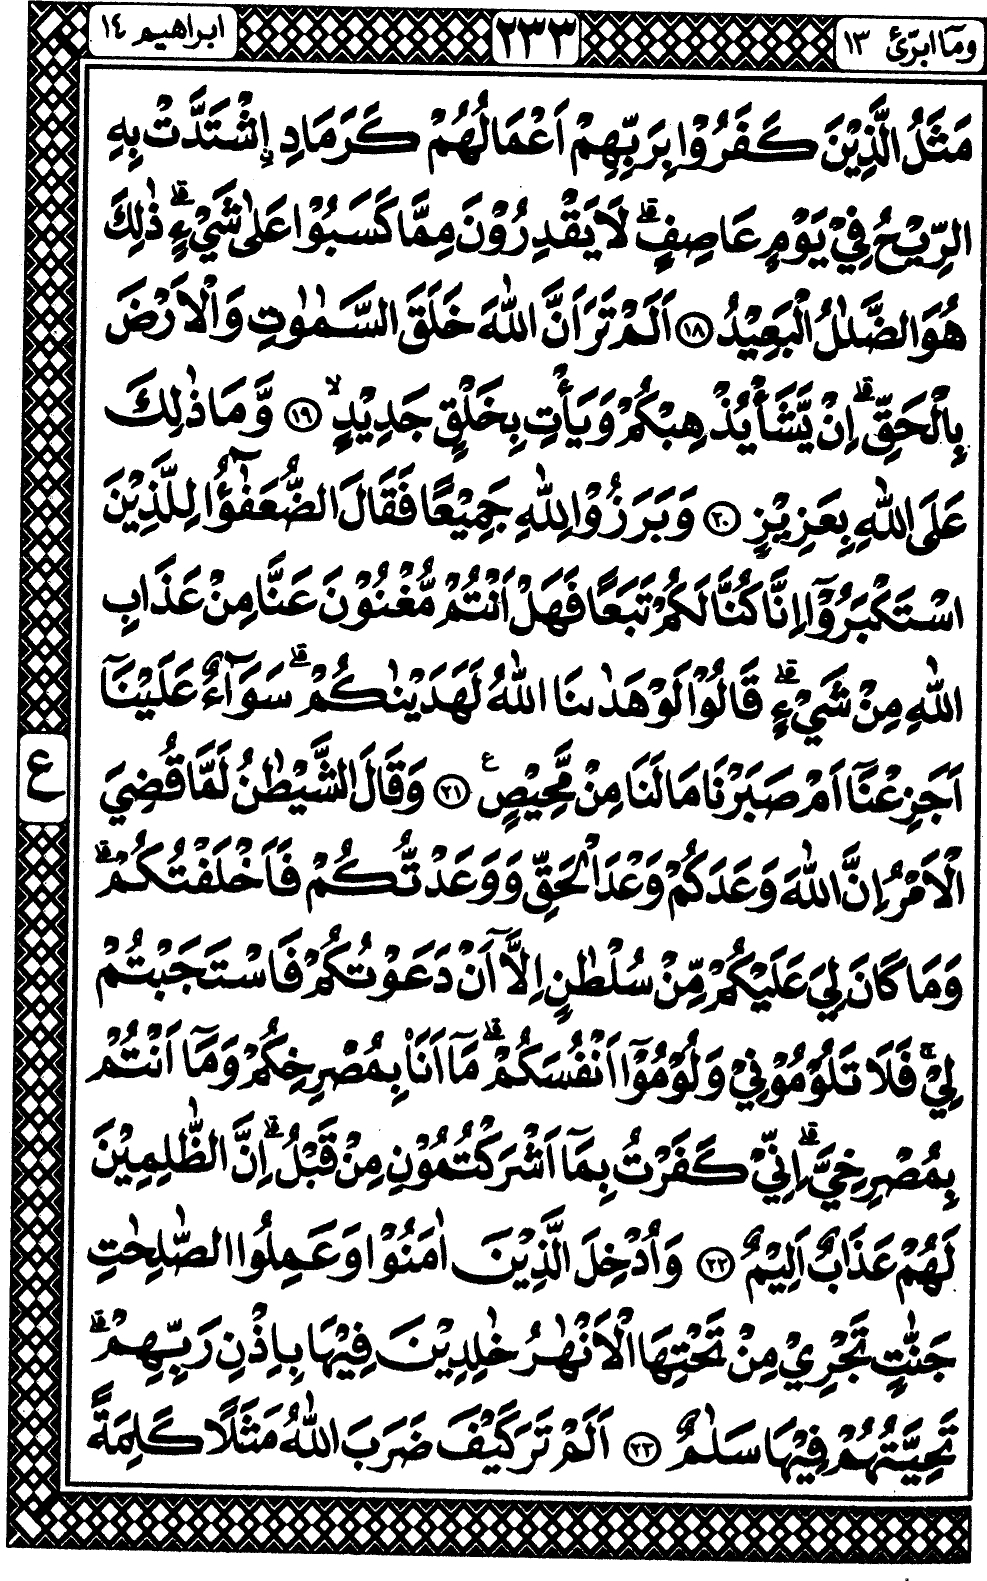 وما ابرئ ١٣
٢٣٣
ابراهيم ١٤
مَثَلُ الَّذِيْنَ كَفَرُوْا بِرَبِّهِمْ اَعْمَالُهُمْ كَرَمَادِ ۨاشْتَدَّتْ بِهِ
الرِّيْحُ فِيْ يَوْمٍ عَاصِفٍ ۗ لَا يَقْدِرُوْنَ مِمَّا كَسَبُوْا عَلٰى شَيْءٍ ۗ ذٰلِكَ
هُوَ الضَّلٰلُ الْبَعِيْدُ ١٨ اَلَمْ تَرَ اَنَّ اللّٰهَ خَلَقَ السَّمٰوٰتِ وَالْاَرْضَ
بِالْحَقِّ ۗ اِنْ يَّشَأْ يُذْهِبْكُمْ وَيَأْتِ بِخَلْقٍ جَدِيْدٍ ۙ ١٩ وَّمَا ذٰلِكَ
عَلَى اللّٰهِ بِعَزِيْزٍ ٢٠ وَبَرَزُوْا لِلّٰهِ جَمِيْعًا فَقَالَ الضُّعَفٰۤؤُا لِلَّذِيْنَ
اسْتَكْبَرُوْٓا اِنَّا كُنَّا لَكُمْ تَبَعًا فَهَلْ اَنْتُمْ مُّغْنُوْنَ عَنَّا مِنْ عَذَابِ
اللّٰهِ مِنْ شَيْءٍ ۗ قَالُوْا لَوْ هَدٰىنَا اللّٰهُ لَهَدَيْنٰكُمْ ۗ سَوَاۤءٌ عَلَيْنَآ
اَجَزِعْنَآ اَمْ صَبَرْنَا مَا لَنَا مِنْ مَّحِيْصٍ ع ٢١ وَقَالَ الشَّيْطٰنُ لَمَّا قُضِيَ
ع
الْاَمْرُ اِنَّ اللّٰهَ وَعَدَكُمْ وَعْدَ الْحَقِّ وَوَعَدْتُّكُمْ فَاَخْلَفْتُكُمْ ۗ
وَمَا كَانَ لِيَ عَلَيْكُمْ مِّنْ سُلْطٰنٍ اِلَّآ اَنْ دَعَوْتُكُمْ فَاسْتَجَبْتُمْ
لِيْ ۚ فَلَا تَلُوْمُوْنِيْ وَلُوْمُوْٓا اَنْفُسَكُمْ ۗ مَآ اَنَا۠ بِمُصْرِخِكُمْ وَمَآ اَنْتُمْ
بِمُصْرِخِيَّ ۗ اِنِّيْ كَفَرْتُ بِمَآ اَشْرَكْتُمُوْنِ مِنْ قَبْلُ ۗ اِنَّ الظّٰلِمِيْنَ
لَهُمْ عَذَابٌ اَلِيْمٌ ٢٢ وَاُدْخِلَ الَّذِيْنَ اٰمَنُوْا وَعَمِلُوا الصّٰلِحٰتِ
جَنّٰتٍ تَجْرِيْ مِنْ تَحْتِهَا الْاَنْهٰرُ خٰلِدِيْنَ فِيْهَا بِاِذْنِ رَبِّهِمْ ۗ
تَحِيَّتُهُمْ فِيْهَا سَلٰمٌ ٢٣ اَلَمْ تَرَ كَيْفَ ضَرَبَ اللّٰهُ مَثَلًا كَلِمَةً